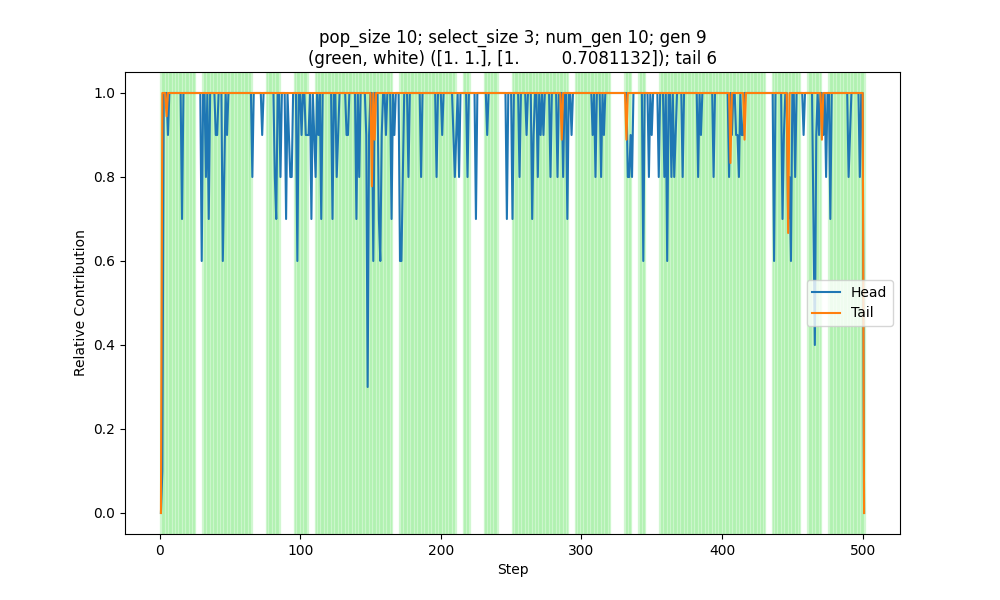 pop_size 10; select_size 3; num_gen 10; gen 9
(green, white) ([1. 1.], [1.        0.7081132]); tail 6
Relative Contribution
1.0
0.8
0.6
0.4
0.2
0.0
Head
Tail
0 100 200 300 400 500
Step